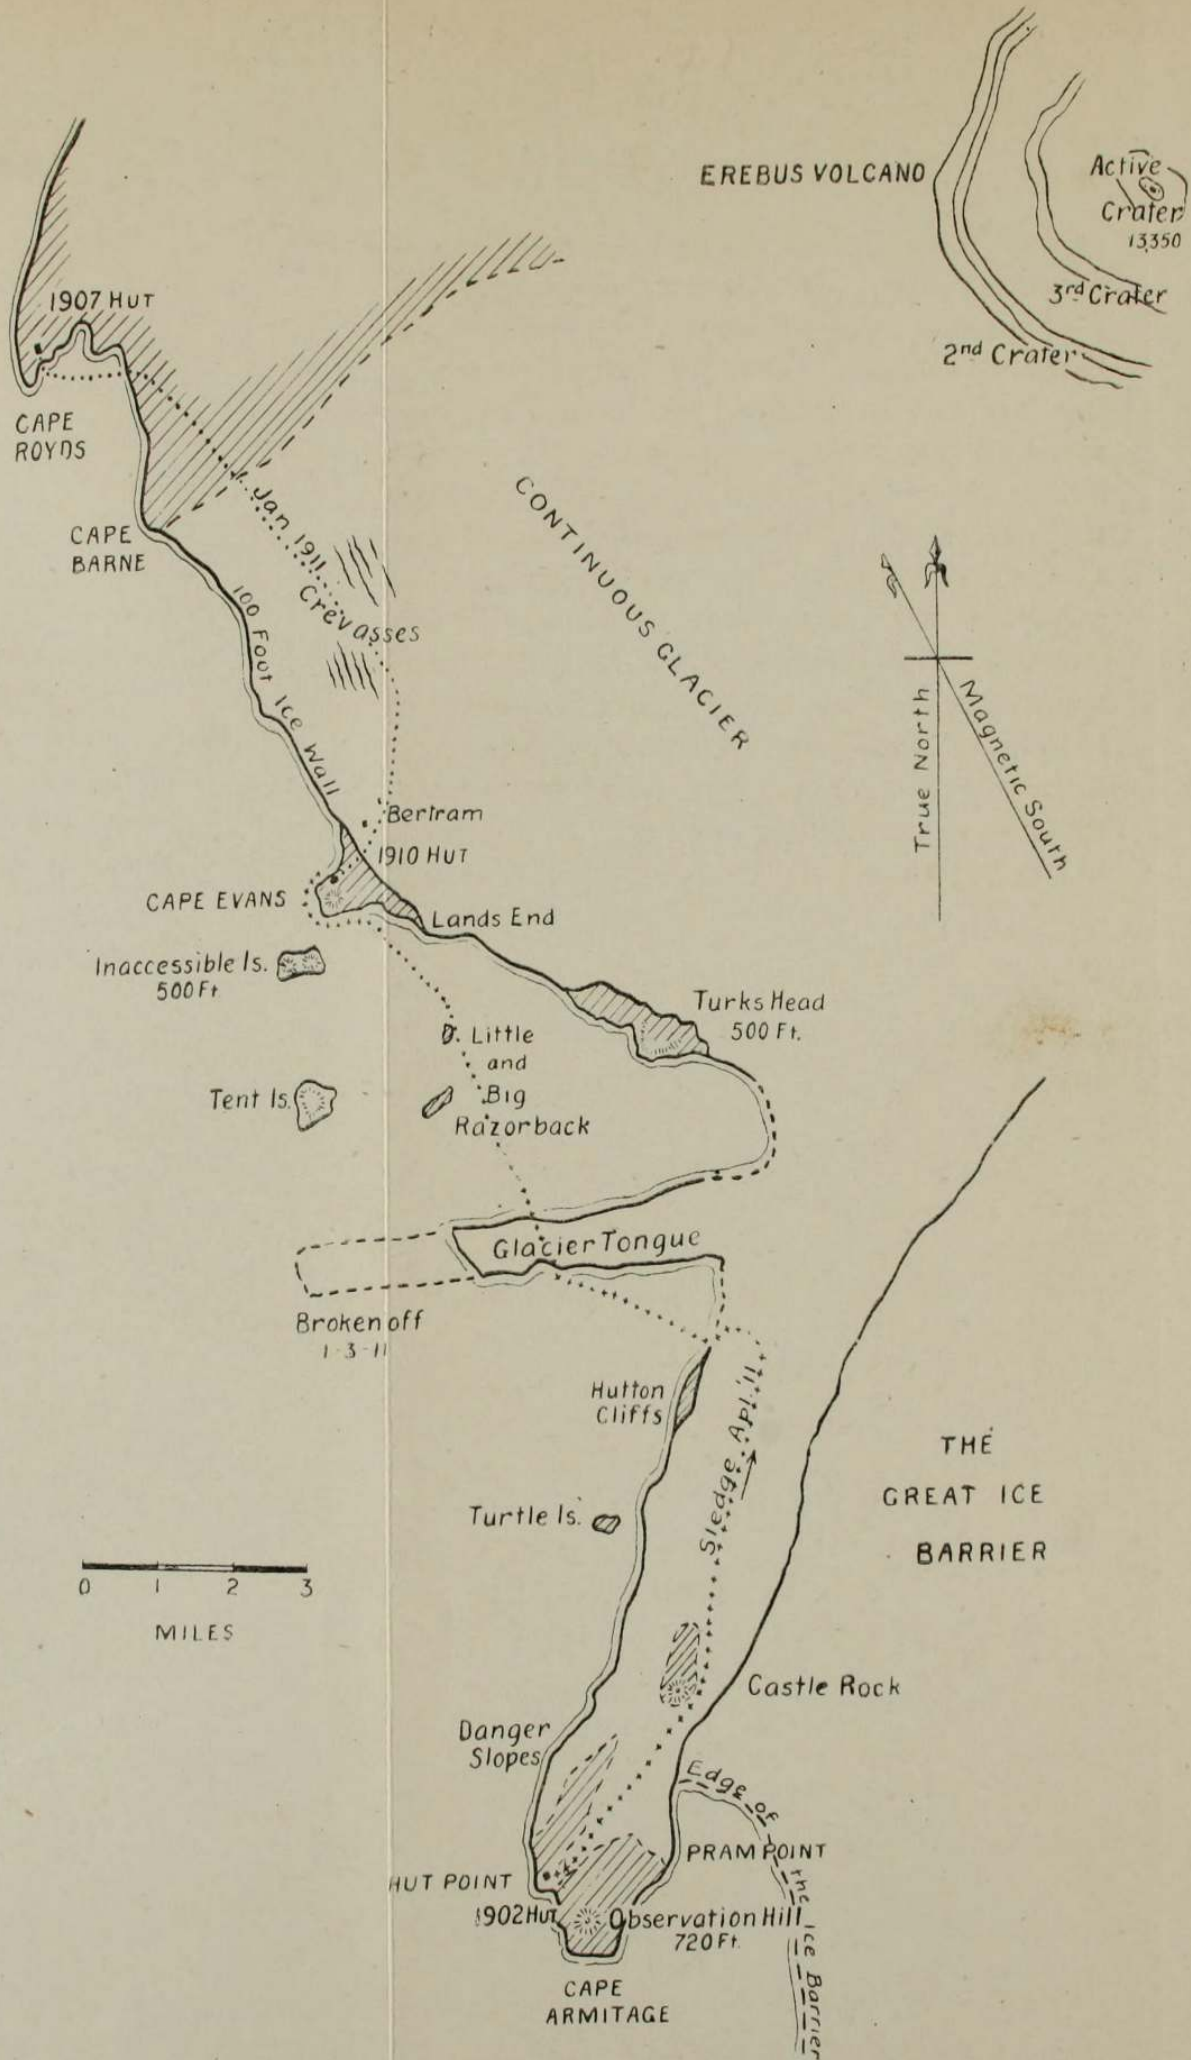 EREBUS VOLCANO
Active
Crater
13,350
3rd Crater
2nd Crater
1907 HUT
CAPE
ROYDS
CAPE
BARNE
Jan. 1911
Crevasses
100 Foot Ice Wall
CONTINUOUS GLACIER
True North
Magnetic South
Bertram
1910 HUT
CAPE EVANS
Lands End
Inaccessible Is.
500 Ft
Turks Head
500 Ft.
Little
and
Big
Razorback
Tent Is.
Glacier Tongue
Broken off
1-3-11
Hutton
Cliffs
Sledge Apl. '11
THE
GREAT ICE
BARRIER
Turtle Is.
0 1 2 3
MILES
Castle Rock
Danger
Slopes
Edge of the Ice Barrier
PRAM POINT
HUT POINT
1902 HUT
Observation Hill
720 Ft.
CAPE
ARMITAGE